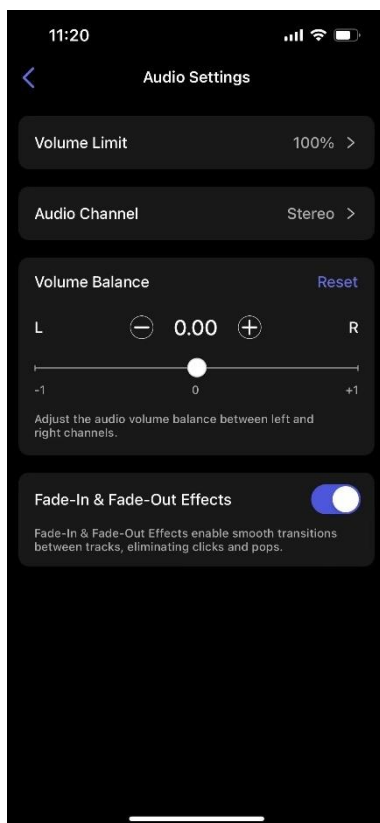 11:20
Audio Settings
Volume Limit 100% >
Audio Channel Stereo >
Volume Balance Reset
L 0.00 R
-1 0 +1
Adjust the audio volume balance between left and
right channels.
Fade-In & Fade-Out Effects
Fade-In & Fade-Out Effects enable smooth transitions
between tracks, eliminating clicks and pops.